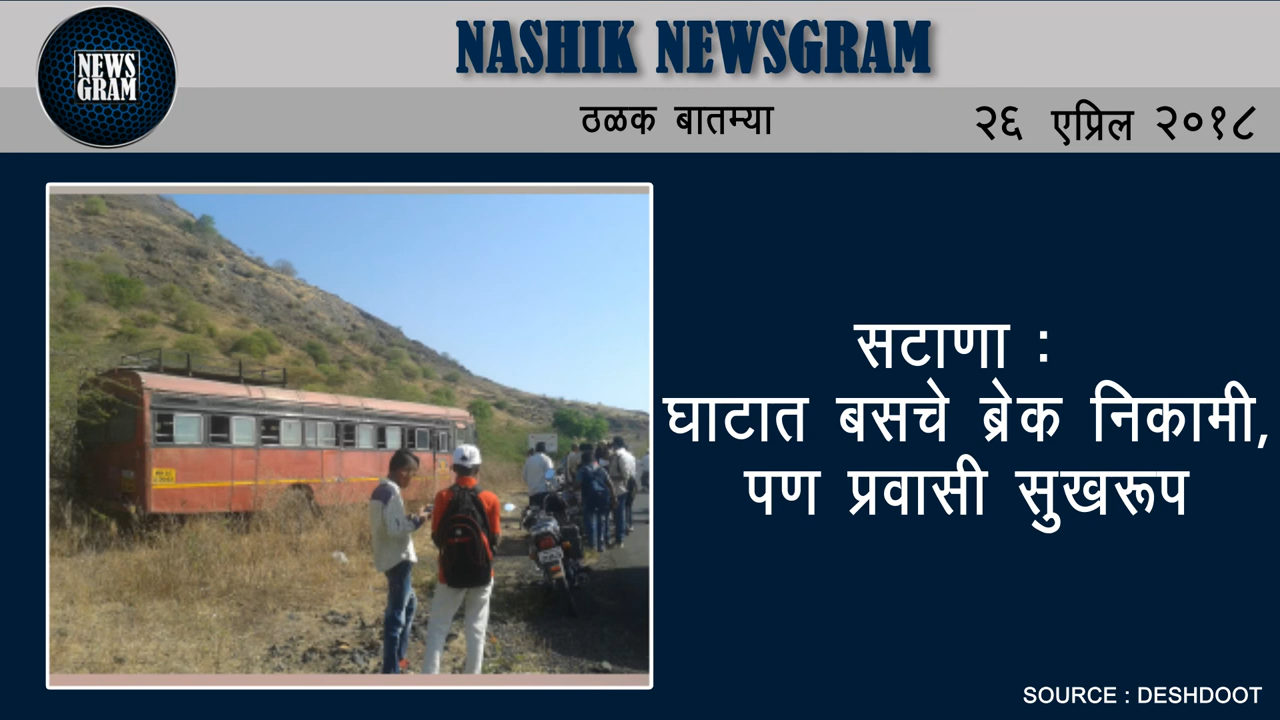 NEWS
GRAM
NASHIK NEWSGRAM
ठळक बातम्या
२६ एप्रिल २०१८
सटाणा :
घाटात बसचे ब्रेक निकामी,
पण प्रवासी सुखरूप
SOURCE : DESHDOOT